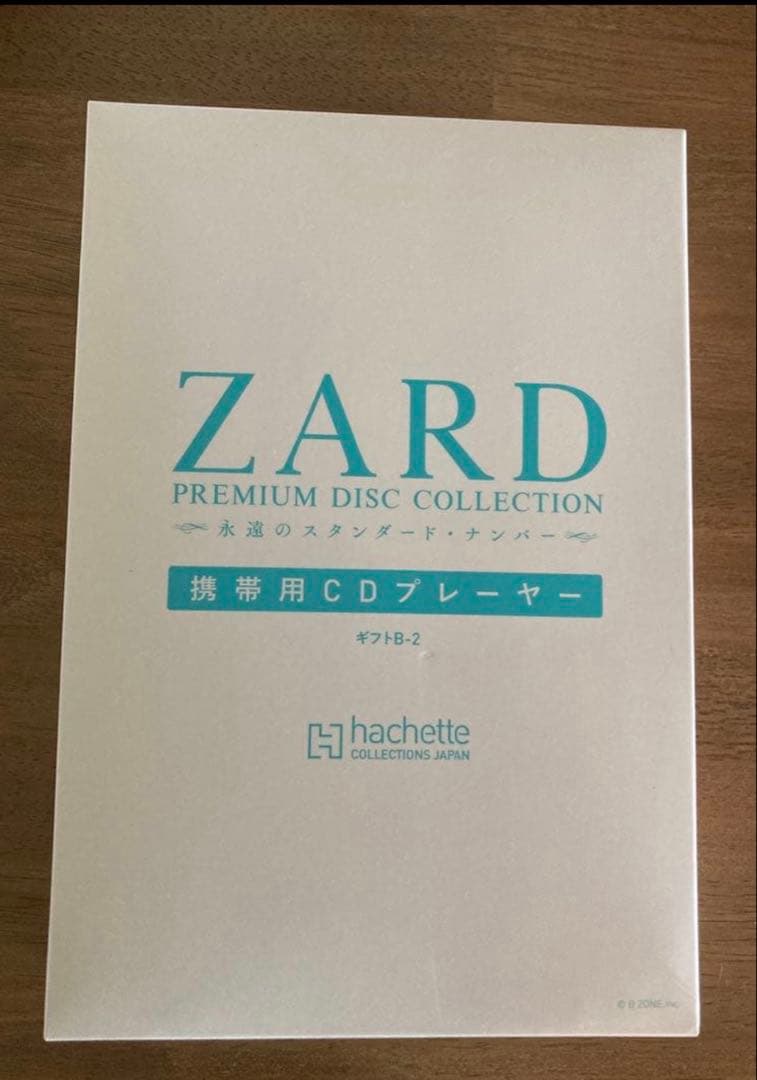 ZARD
PREMIUM DISC COLLECTION
永遠のスタンダード・ナンバー
携帯用CDプレーヤー
ギフトB-2
hachette
COLLECTIONS JAPAN
© B ZONE, Inc.